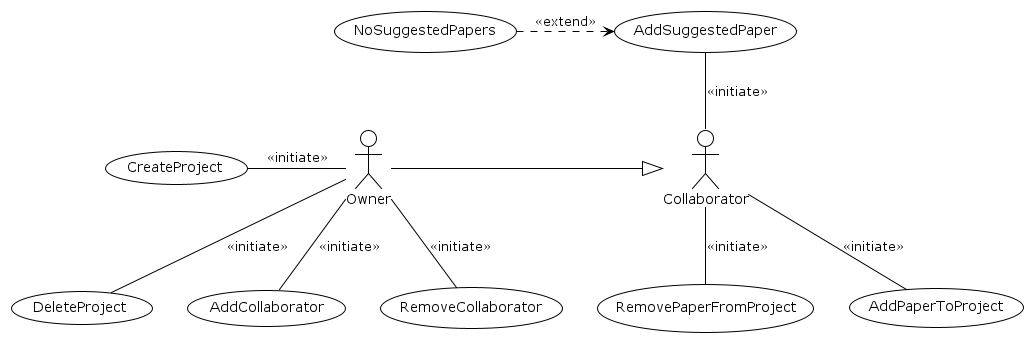 NoSuggestedPapers
«extend»
AddSuggestedPaper
«initiate»
CreateProject
«initiate»
Owner
Collaborator
«initiate»
«initiate»
«initiate»
«initiate»
«initiate»
DeleteProject
AddCollaborator
RemoveCollaborator
RemovePaperFromProject
AddPaperToProject